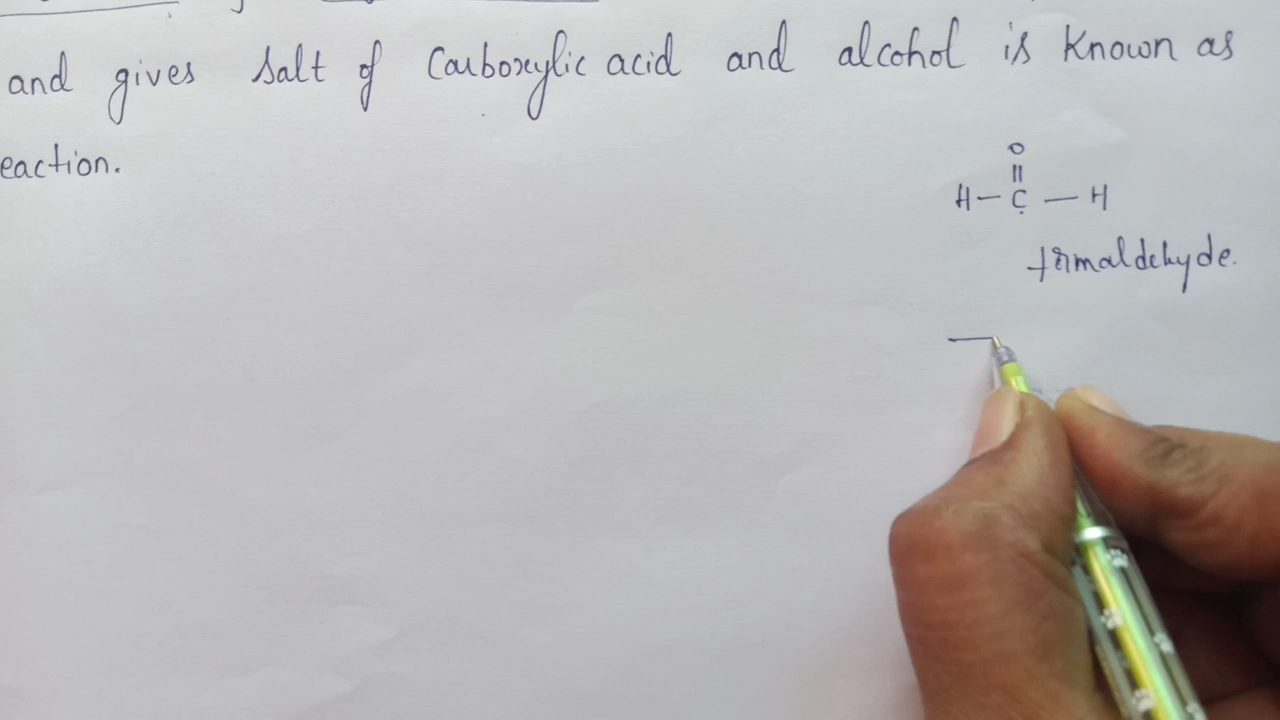 and gives salt of Carboxylic acid and alcohol is known as
eaction.
O
||
H — C — H
formaldehyde.